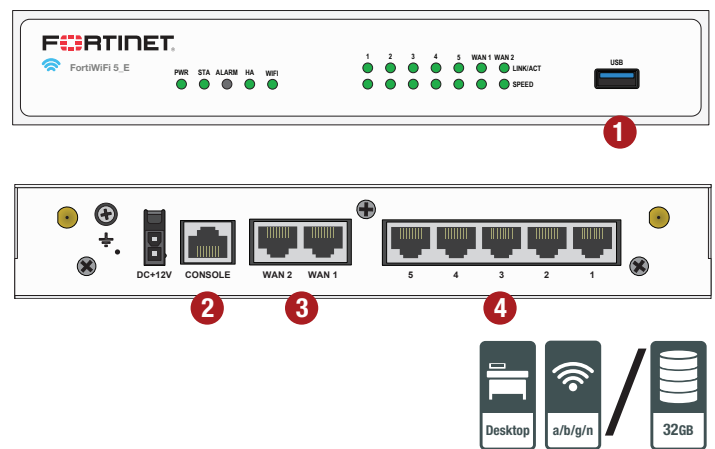 FORTINET.
FortiWiFi 5_E
PWR STA ALARM HA WIFI
1 2 3 4 5 WAN 1 WAN 2
LINK/ACT
SPEED
USB
1
DC+12V CONSOLE WAN 2 WAN 1 5 4 3 2 1
2 3 4
Desktop a/b/g/n 32GB